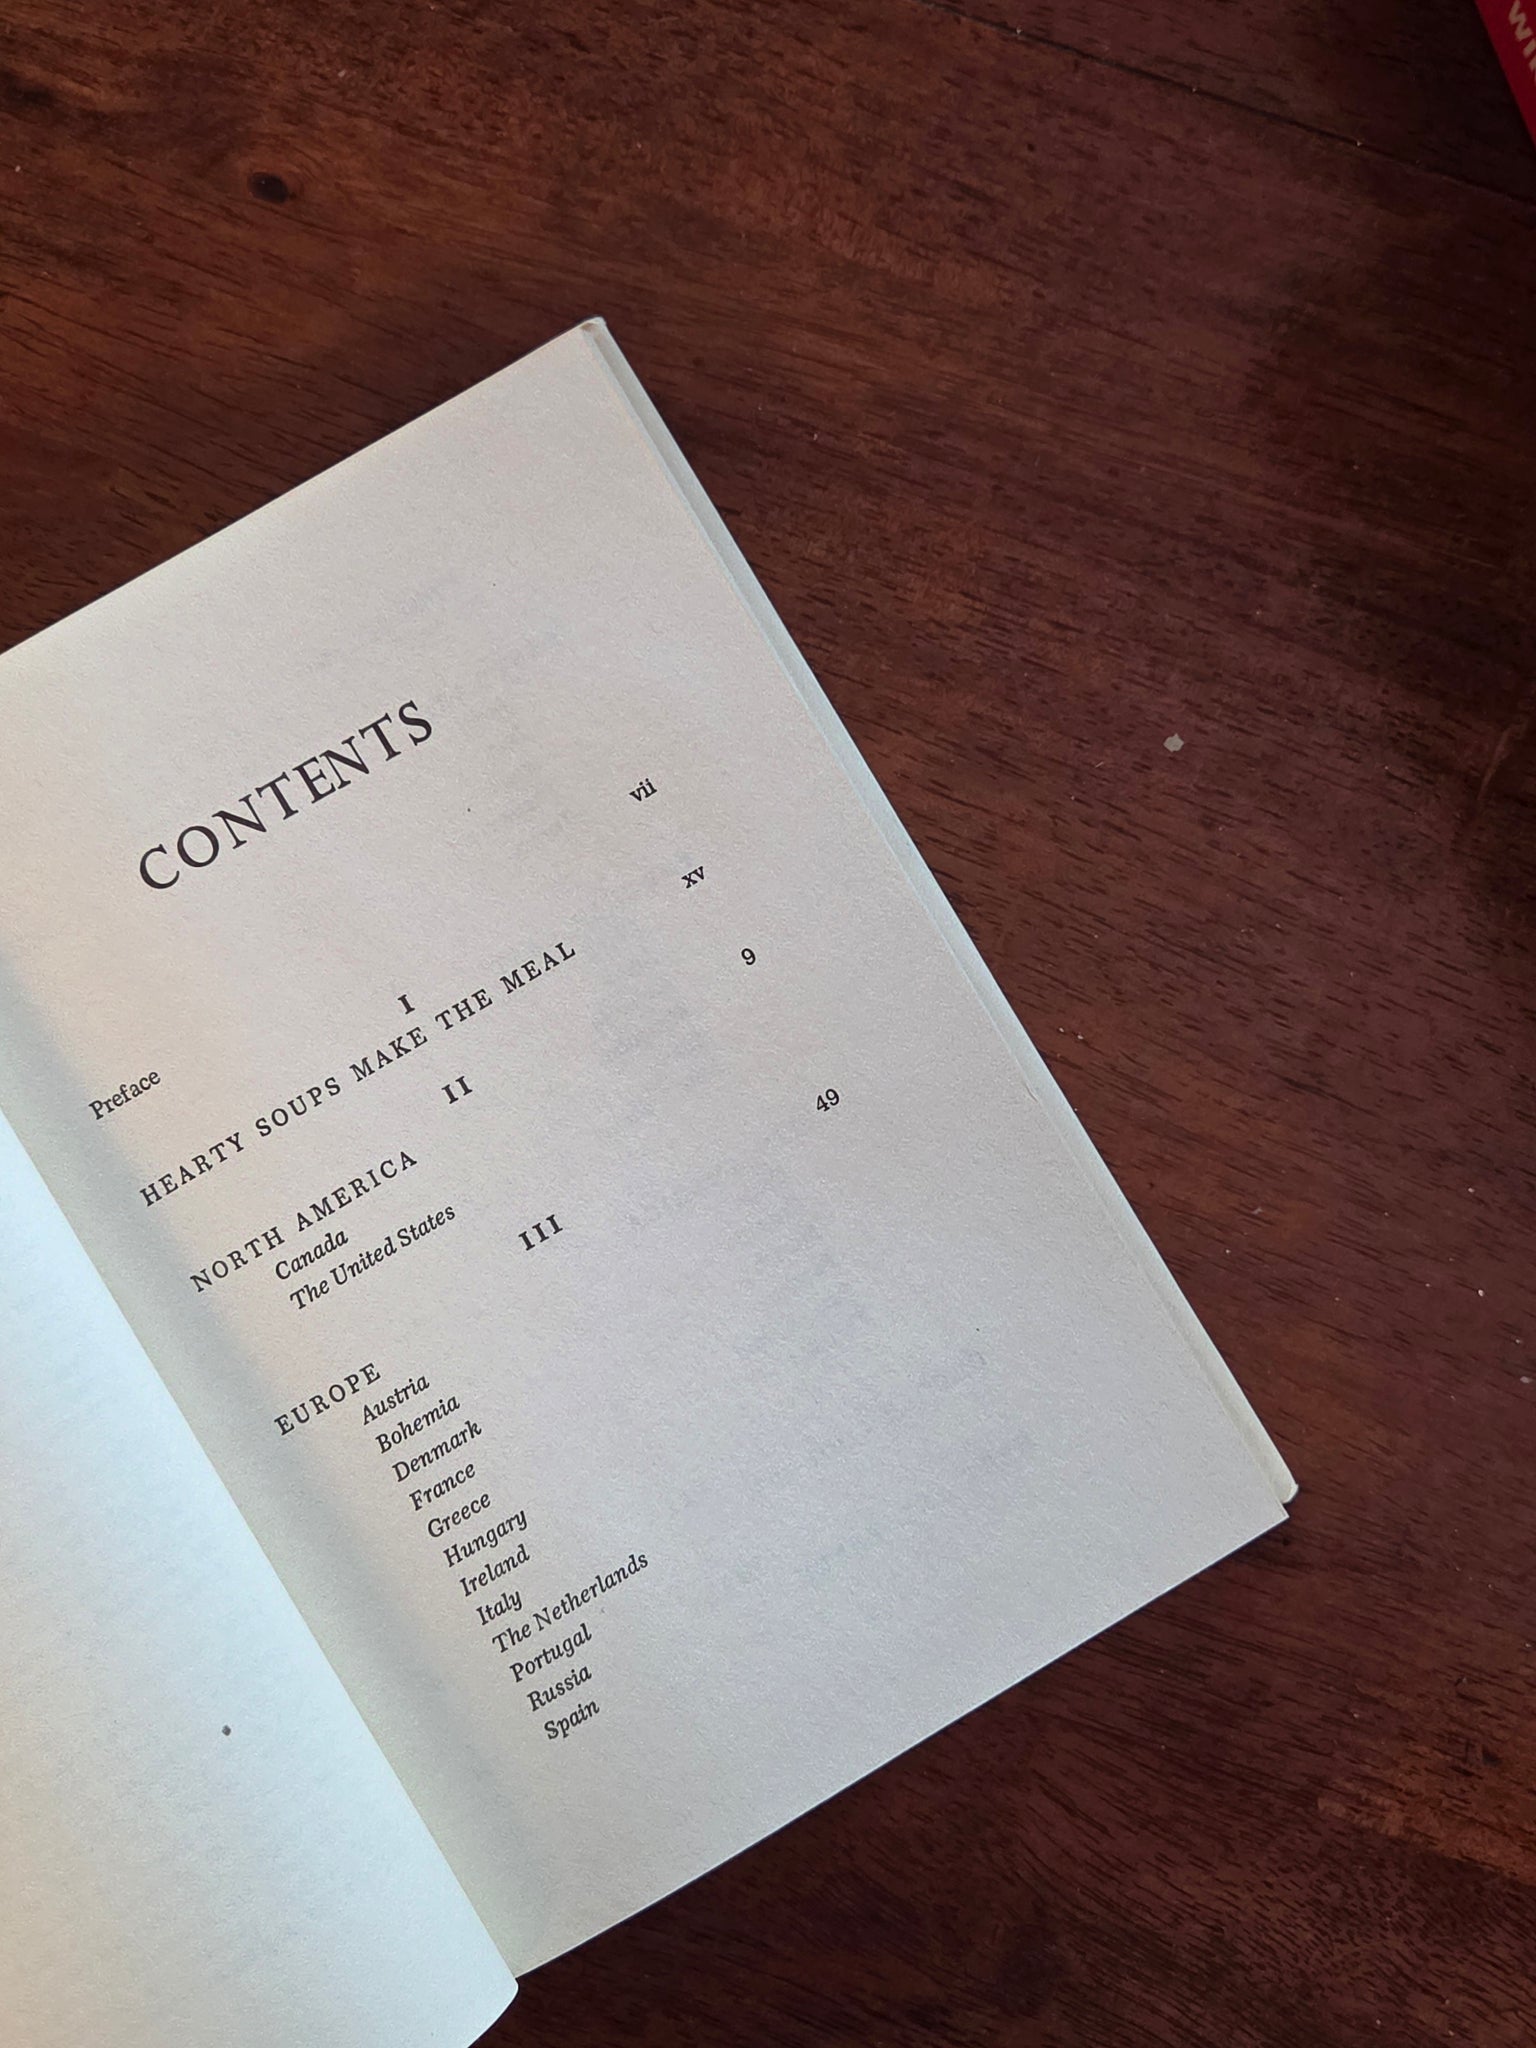 CONTENTS
Preface vii
I
HEARTY SOUPS MAKE THE MEAL xv
II
NORTH AMERICA 9
Canada
The United States
III
EUROPE 49
Austria
Bohemia
Denmark
France
Greece
Hungary
Ireland
Italy
The Netherlands
Portugal
Russia
Spain